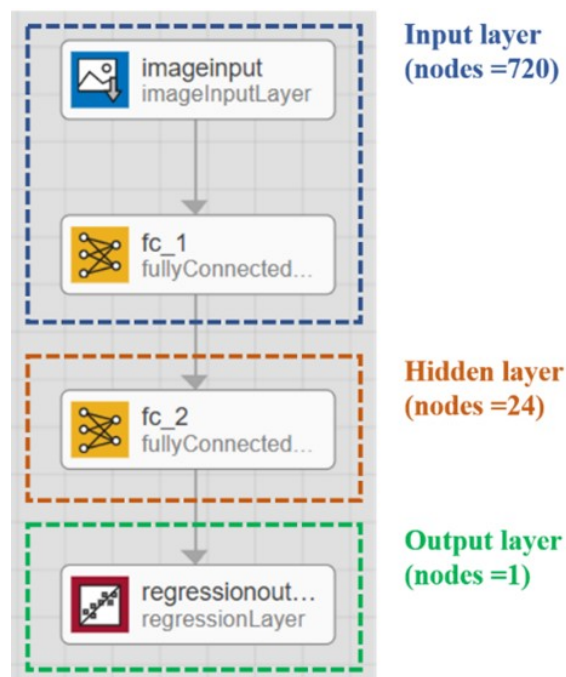 imageinput
imageInputLayer
Input layer
(nodes =720)
fc_1
fullyConnected...
fc_2
fullyConnected...
Hidden layer
(nodes =24)
regressionout...
regressionLayer
Output layer
(nodes =1)